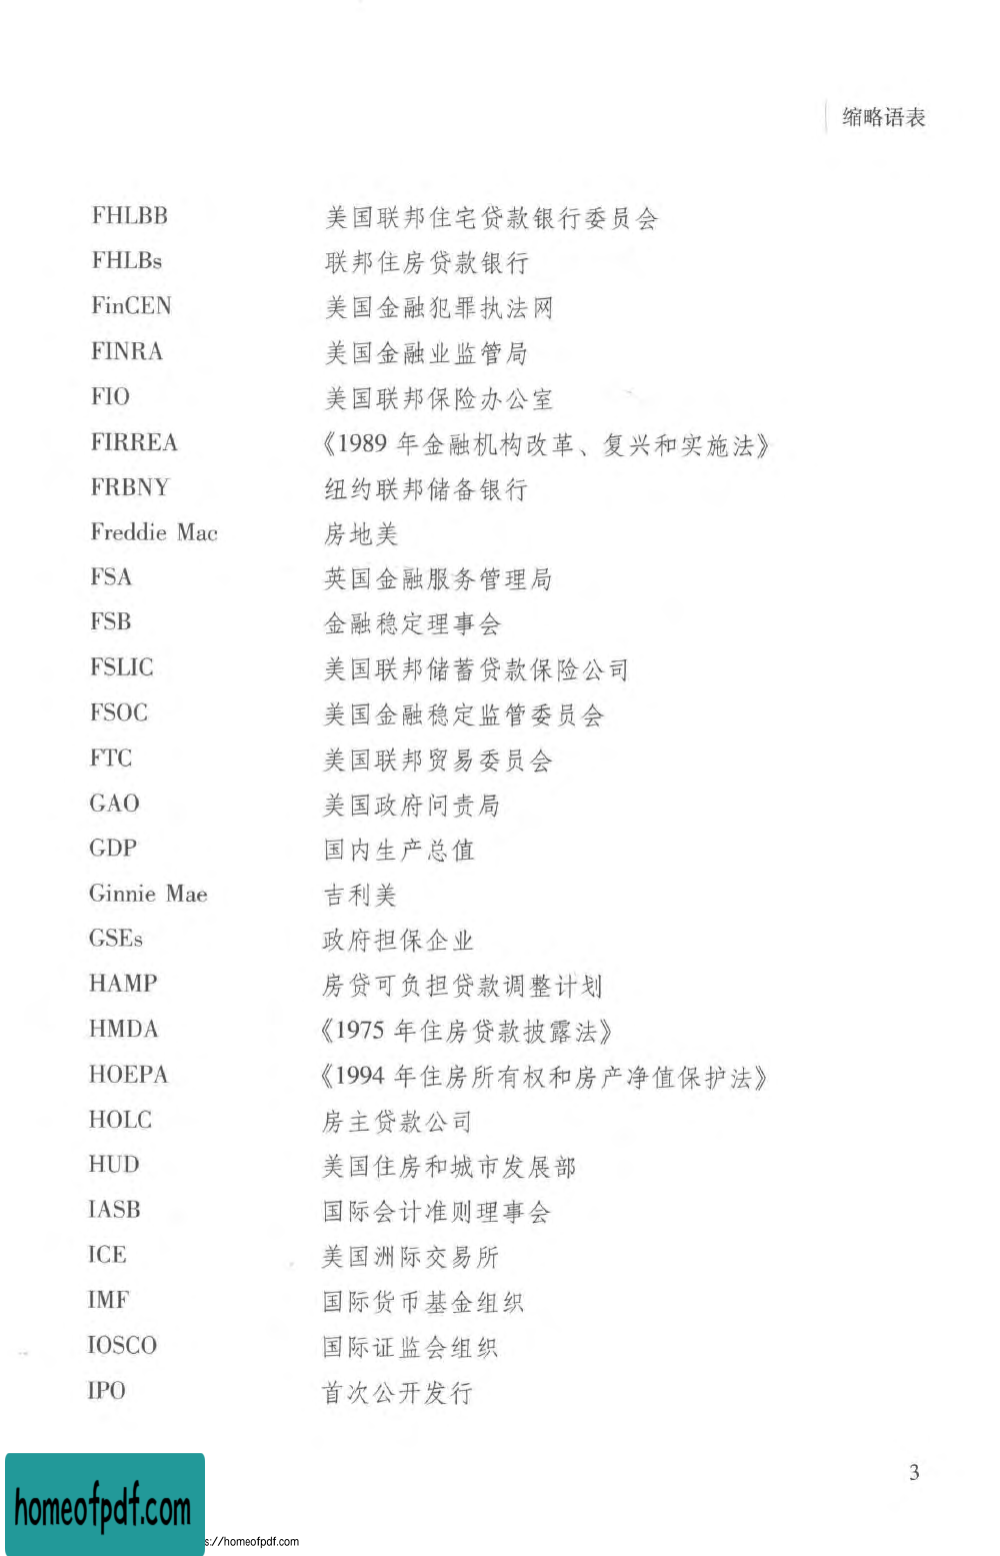 缩略语表
FHLBB 美国联邦住宅贷款银行委员会
FHLBs 联邦住房贷款银行
FinCEN 美国金融犯罪执法网
FINRA 美国金融业监管局
FIO 美国联邦保险办公室
FIRREA 《1989 年金融机构改革、复兴和实施法》
FRBNY 纽约联邦储备银行
Freddie Mac 房地美
FSA 英国金融服务管理局
FSB 金融稳定理事会
FSLIC 美国联邦储蓄贷款保险公司
FSOC 美国金融稳定监管委员会
FTC 美国联邦贸易委员会
GAO 美国政府问责局
GDP 国内生产总值
Ginnie Mae 吉利美
GSEs 政府担保企业
HAMP 房贷可负担贷款调整计划
HMDA 《1975 年住房贷款披露法》
HOEPA 《1994 年住房所有权和房产净值保护法》
HOLC 房主贷款公司
HUD 美国住房和城市发展部
IASB 国际会计准则理事会
ICE 美国洲际交易所
IMF 国际货币基金组织
IOSCO 国际证监会组织
IPO 首次公开发行
3
homeofpdf.com
s://homeofpdf.com